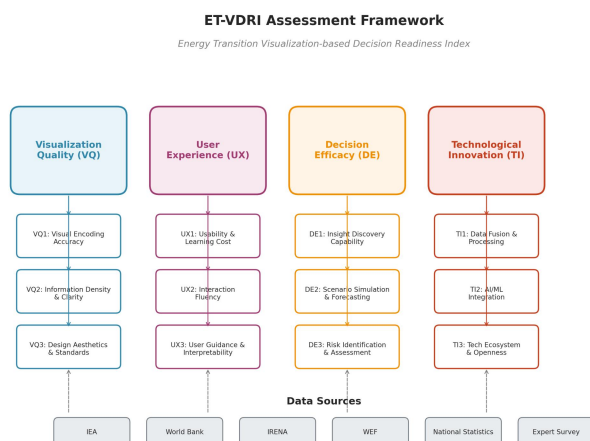 ET-VDRI Assessment Framework
Energy Transition Visualization-based Decision Readiness Index
Visualization
Quality (VQ)
User
Experience (UX)
Decision
Efficacy (DE)
Technological
Innovation (TI)
VQ1: Visual Encoding
Accuracy
UX1: Usability &
Learning Cost
DE1: Insight Discovery
Capability
TI1: Data Fusion &
Processing
VQ2: Information Density
& Clarity
UX2: Interaction
Fluency
DE2: Scenario Simulation
& Forecasting
TI2: AI/ML
Integration
VQ3: Design Aesthetics
& Standards
UX3: User Guidance &
Interpretability
DE3: Risk Identification
& Assessment
TI3: Tech Ecosystem
& Openness
Data Sources
IEA
World Bank
IRENA
WEF
National Statistics
Expert Survey